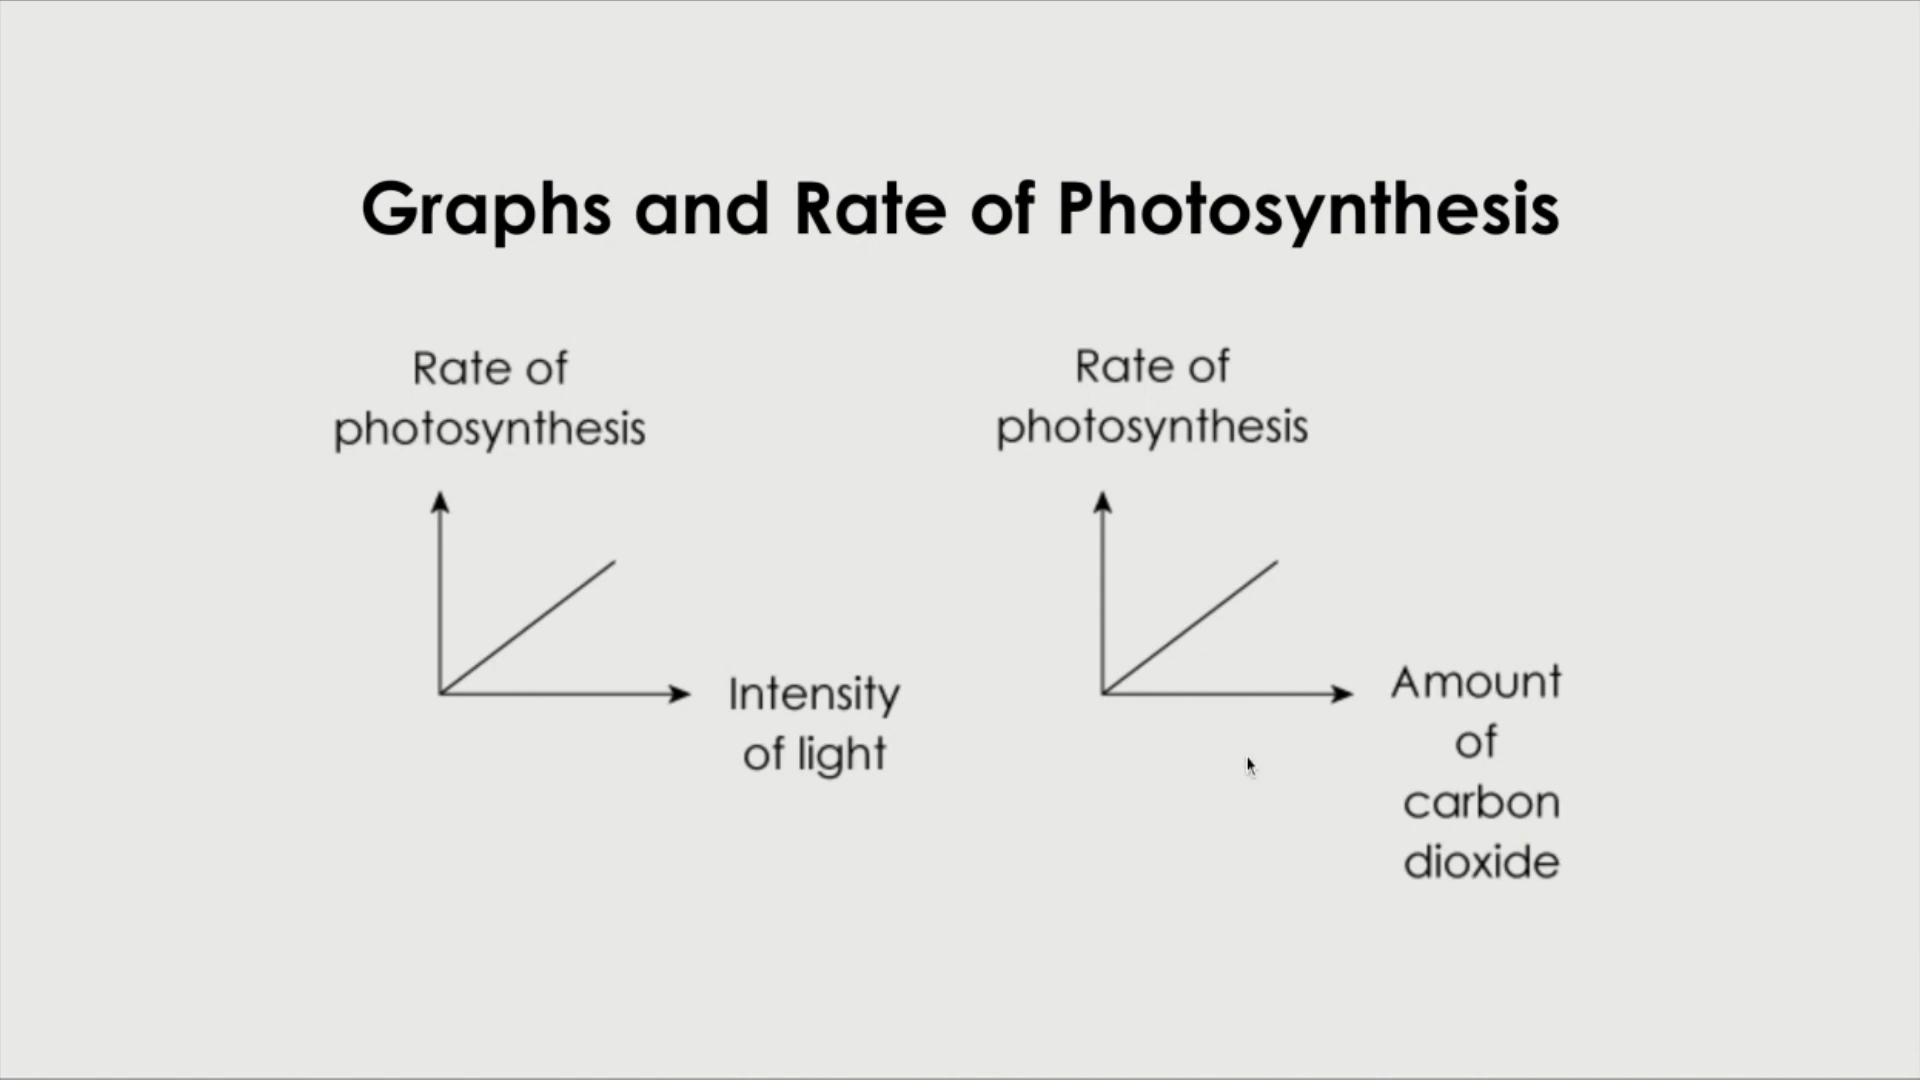 Graphs and Rate of Photosynthesis
Rate of
photosynthesis
Intensity
of light
Rate of
photosynthesis
Amount
of
carbon
dioxide